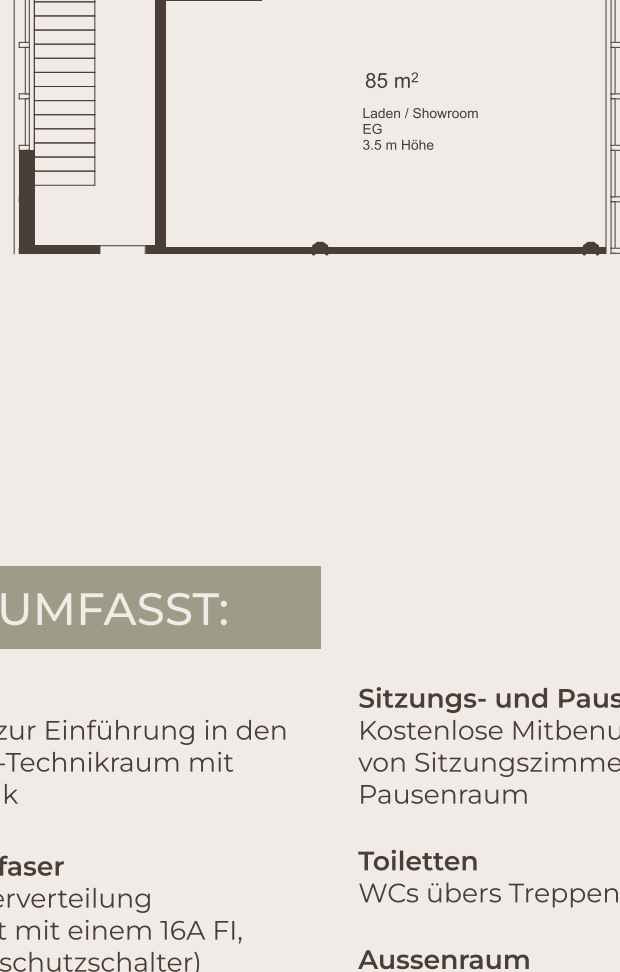 85 m²
Laden / Showroom
EG
3.5 m Höhe
UMFASST:
zur Einführung in den
-Technikraum mit
k
faser
erverteilung
t mit einem 16A FI,
schutzschalter)
Sitzungs- und Paus
Kostenlose Mitbenu
von Sitzungszimme
Pausenraum
Toiletten
WCs übers Treppen
Aussenraum